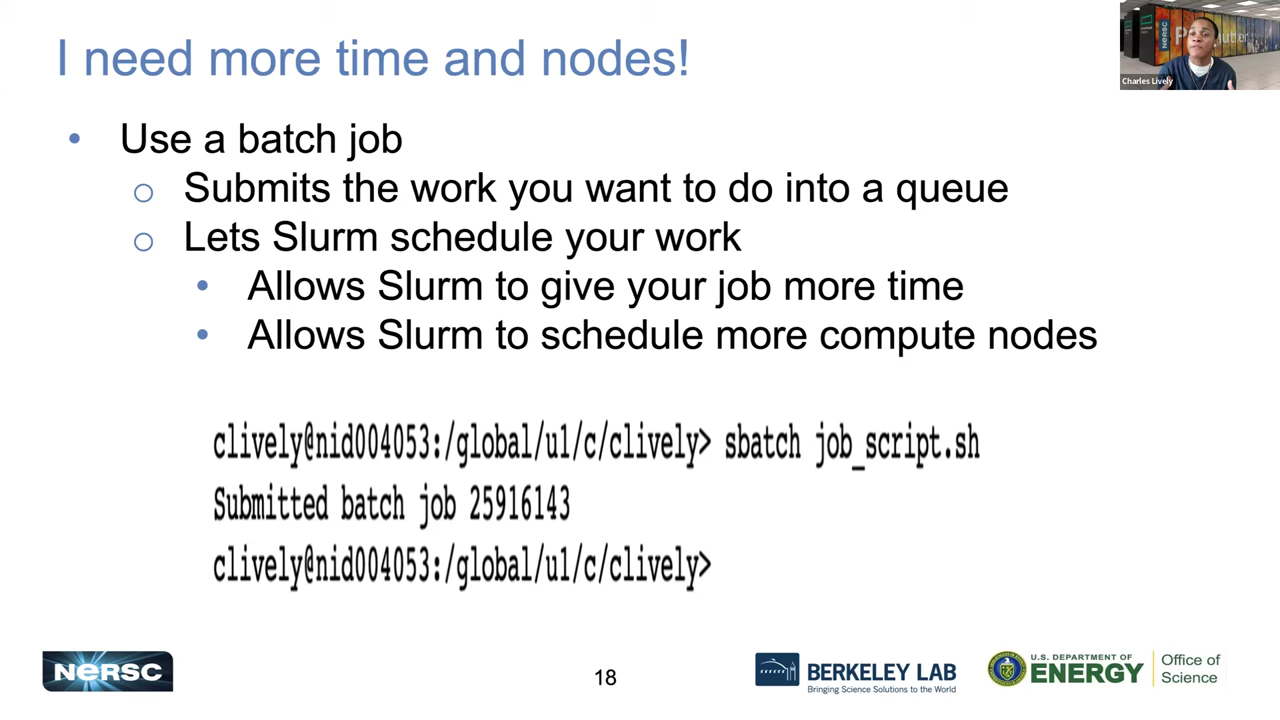 I need more time and nodes!
Charles Lively
• Use a batch job
o Submits the work you want to do into a queue
o Lets Slurm schedule your work
• Allows Slurm to give your job more time
• Allows Slurm to schedule more compute nodes
clively@nid004053:/global/u1/c/clively> sbatch job_script.sh
Submitted batch job 25916143
clively@nid004053:/global/u1/c/clively>
NERSC
18
BERKELEY LAB
Bringing Science Solutions to the World
U.S. DEPARTMENT OF
ENERGY
Office of
Science